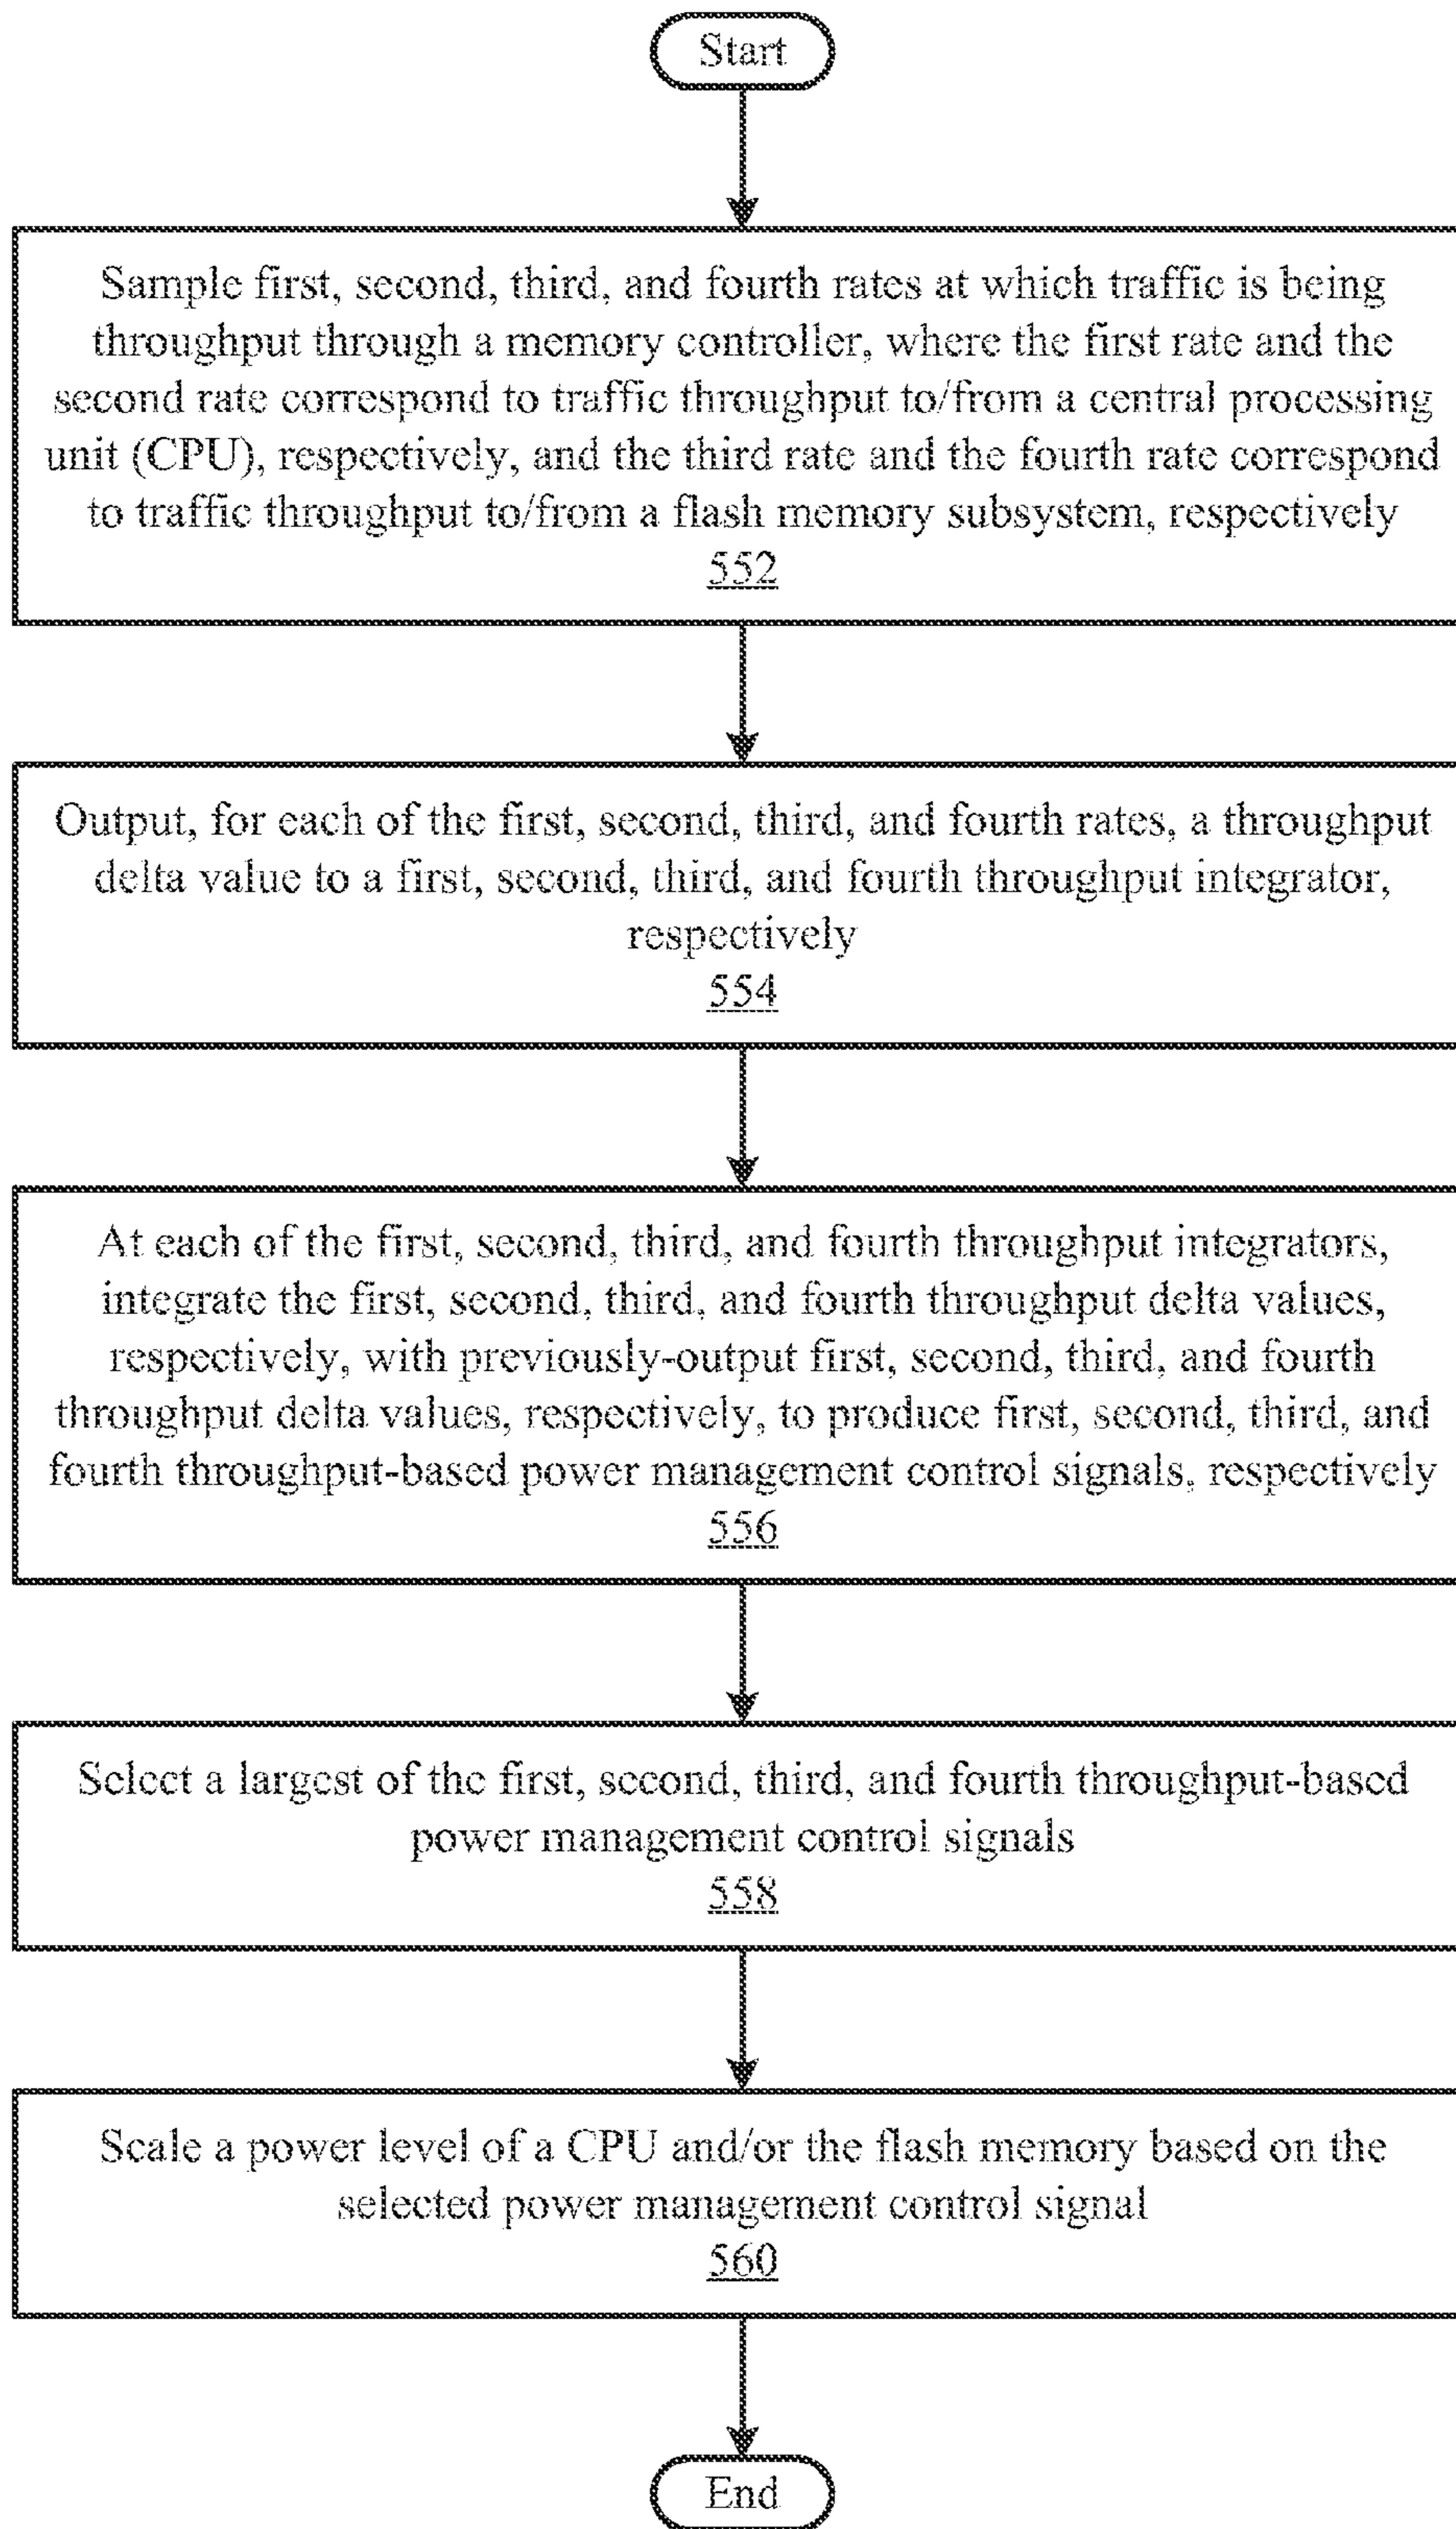 Start
Sample first, second, third, and fourth rates at which traffic is being
throughput through a memory controller, where the first rate and the
second rate correspond to traffic throughput to/from a central processing
unit (CPU), respectively, and the third rate and the fourth rate correspond
to traffic throughput to/from a flash memory subsystem, respectively
552
Output, for each of the first, second, third, and fourth rates, a throughput
delta value to a first, second, third, and fourth throughput integrator,
respectively
554
At each of the first, second, third, and fourth throughput integrators,
integrate the first, second, third, and fourth throughput delta values,
respectively, with previously-output first, second, third, and fourth
throughput delta values, respectively, to produce first, second, third, and
fourth throughput-based power management control signals, respectively
556
Select a largest of the first, second, third, and fourth throughput-based
power management control signals
558
Scale a power level of a CPU and/or the flash memory based on the
selected power management control signal
560
End